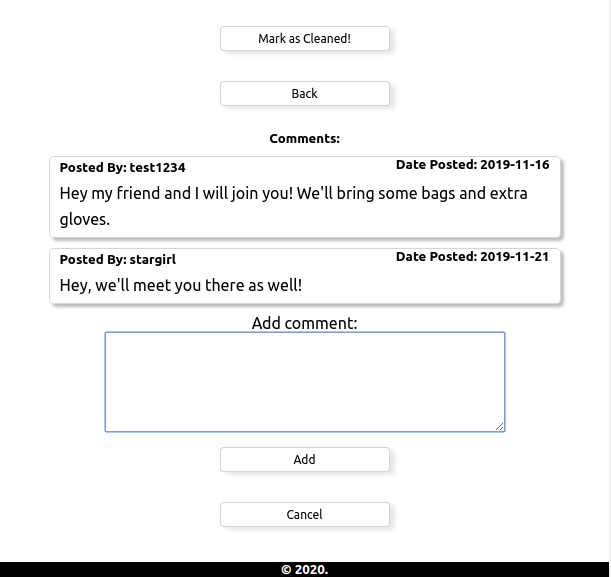 Mark as Cleaned!
Back
Comments:
Posted By: test1234 Date Posted: 2019-11-16
Hey my friend and I will join you! We'll bring some bags and extra
gloves.
Posted By: stargirl Date Posted: 2019-11-21
Hey, we'll meet you there as well!
Add comment:
Add
Cancel
© 2020.